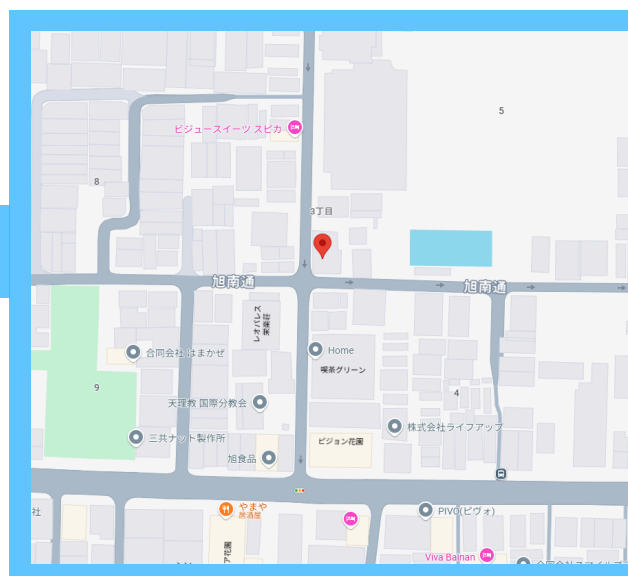 5
ビジュースイーツ スピカ
8
3丁目
旭南通
旭南通
レオパレス
栄楽荘
合同会社 はまかぜ
Home
喫茶グリーン
9
4
天理教 国際分教会
株式会社ライフアップ
三共ナット製作所
ビジョン花園
旭食品
やまや
居酒屋
社
PIVO(ピヴォ)
ア花園
Viva Bainan